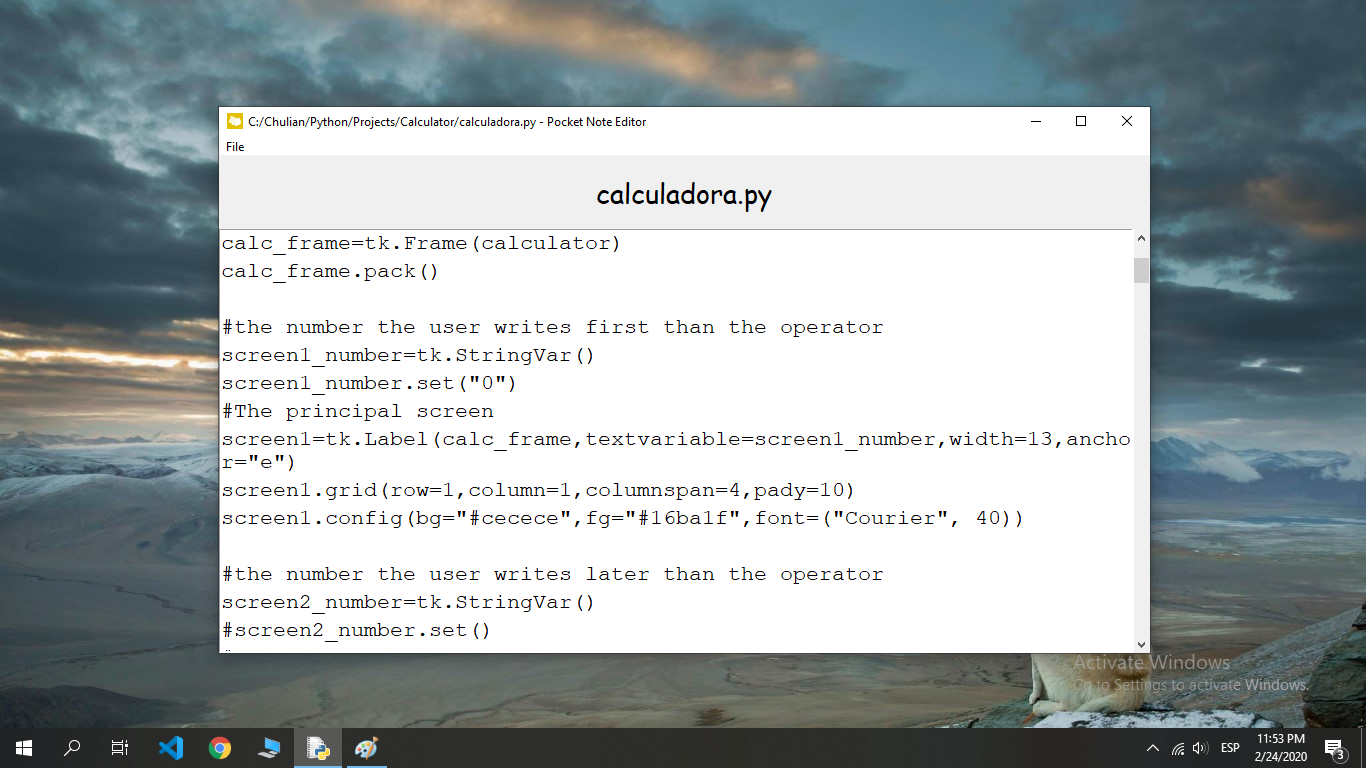 C:/Chulian/Python/Projects/Calculator/calculadora.py - Pocket Note Editor
File
calculadora.py
calc_frame=tk.Frame(calculator)
calc_frame.pack()
#the number the user writes first than the operator
screen1_number=tk.StringVar()
screen1_number.set("0")
#The principal screen
screen1=tk.Label(calc_frame,textvariable=screen1_number,width=13,ancho
r="e")
screen1.grid(row=1,column=1,columnspan=4,pady=10)
screen1.config(bg="#cecece",fg="#16ba1f",font=("Courier", 40))
#the number the user writes later than the operator
screen2_number=tk.StringVar()
#screen2_number.set()
Activate Windows
Go to Settings to activate Windows.
ESP
11:53 PM
2/24/2020
3